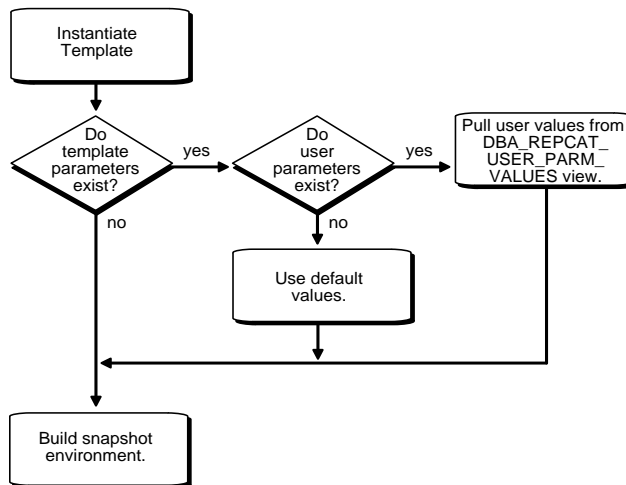 Instantiate
Template
Do
template
parameters
exist?
yes
Do
user
parameters
exist?
yes
Pull user values from
DBA_REPCAT_
USER_PARM_
VALUES view.
no
no
Use default
values.
Build snapshot
environment.